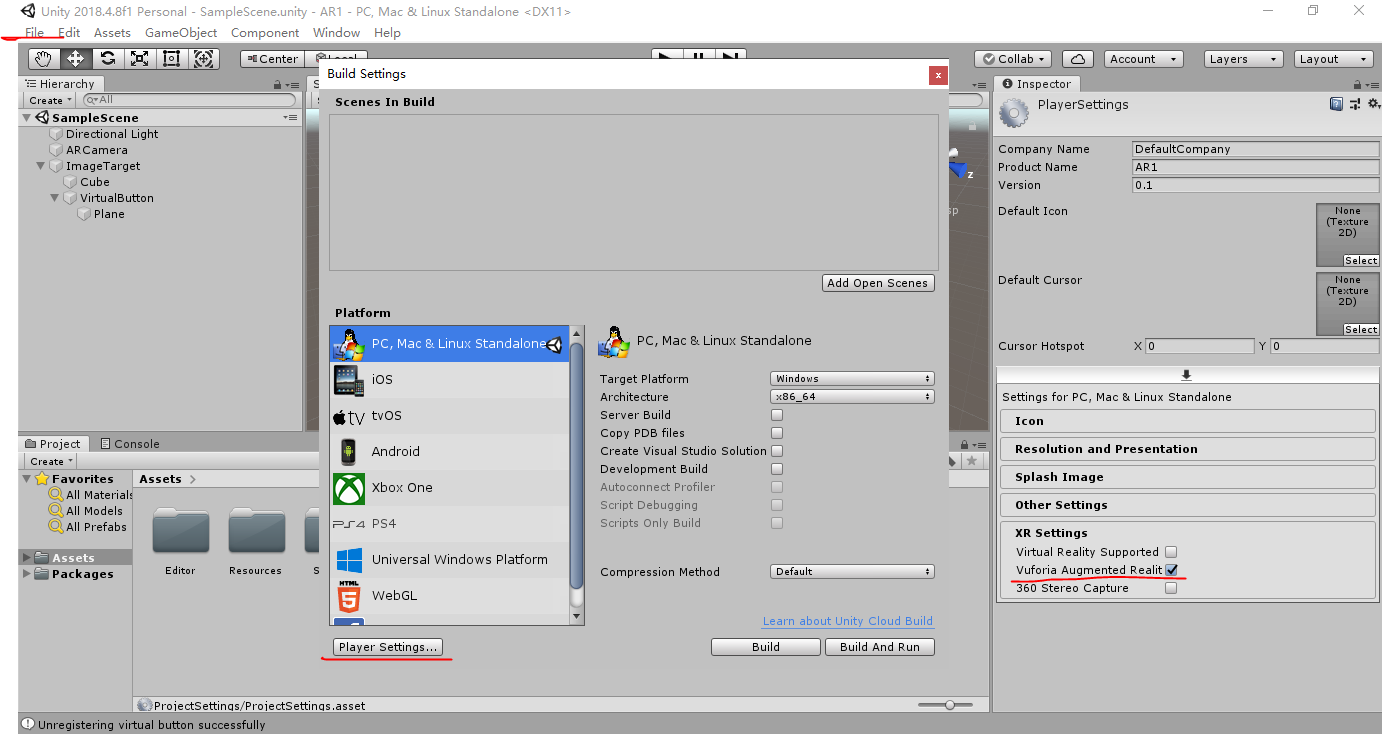 Unity 2018.4.8f1 Personal - SampleScene.unity - AR1 - PC, Mac & Linux Standalone <DX11>
File Edit Assets GameObject Component Window Help
Center Local Collab Account Layers Layout
Hierarchy
Create All
SampleScene
Directional Light
ARCamera
ImageTarget
Cube
VirtualButton
Plane
Build Settings
x
Scenes In Build
Add Open Scenes
Platform
PC, Mac & Linux Standalone
iOS
tv tvOS
Android
Xbox One
PS4 PS4
Universal Windows Platform
HTML 5 WebGL
PC, Mac & Linux Standalone
Target Platform Windows
Architecture x86_64
Server Build
Copy PDB files
Create Visual Studio Solution
Development Build
Autoconnect Profiler
Script Debugging
Scripts Only Build
Compression Method Default
Learn about Unity Cloud Build
Player Settings... Build Build And Run
z
sp
Inspector
PlayerSettings
Company Name DefaultCompany
Product Name AR1
Version 0.1
Default Icon
None
(Texture
2D)
Select
Default Cursor
None
(Texture
2D)
Select
Cursor Hotspot X 0 Y 0
Settings for PC, Mac & Linux Standalone
Icon
Resolution and Presentation
Splash Image
Other Settings
XR Settings
Virtual Reality Supported
Vuforia Augmented Realit
360 Stereo Capture
Project Console
Create
Favorites
All Materials
All Models
All Prefabs
Assets
Packages
Assets
Editor Resources S
ProjectSettings/ProjectSettings.asset
Unregistering virtual button successfully